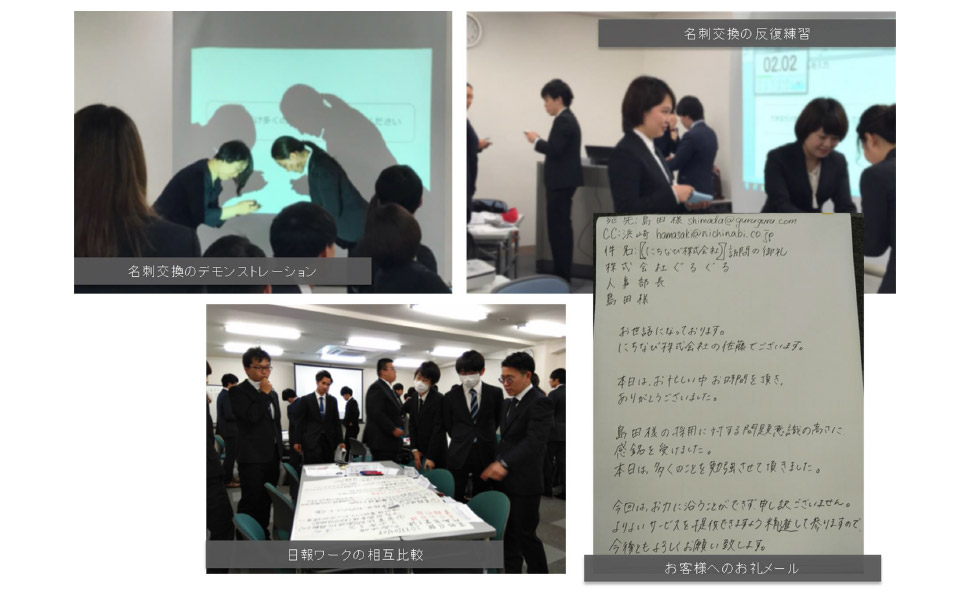 け多くの
ください
名刺交換のデモンストレーション
名刺交換の反復練習
02.02
日報ワークの相互比較
宛先:島田様 shimada@guruguru.com
CC:浜崎 hamasaki@nichinabi.co.jp
件名:【にちなび株式会社】訪問の御礼
株式会社ぐるぐる
人事部長
島田様
お世話になっております。
にちなび株式会社の佐藤でございます。
本日は、お忙しい中お時間を頂き、
ありがとうございました。
島田様の採用に対する問題意識の高さに
感銘を受けました。
本日は、多くのことを勉強させて頂きました。
今回は、お力に沿うことができず申し訳ございません。
よりよいサービスを提供できますよう精進して参りますので
今後ともよろしくお願い致します。
お客様へのお礼メール